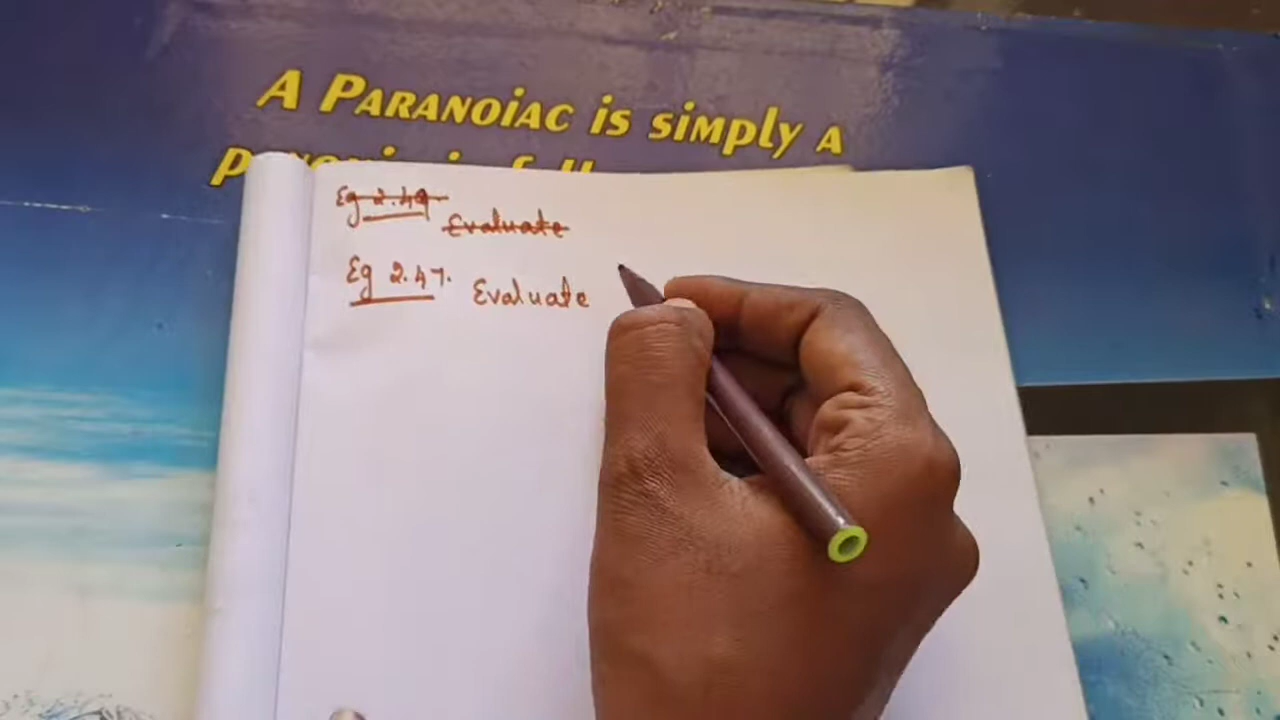 A PARANOiAC is simply a
Eg 2.49
Evaluate
Eg 2.47. Evaluate